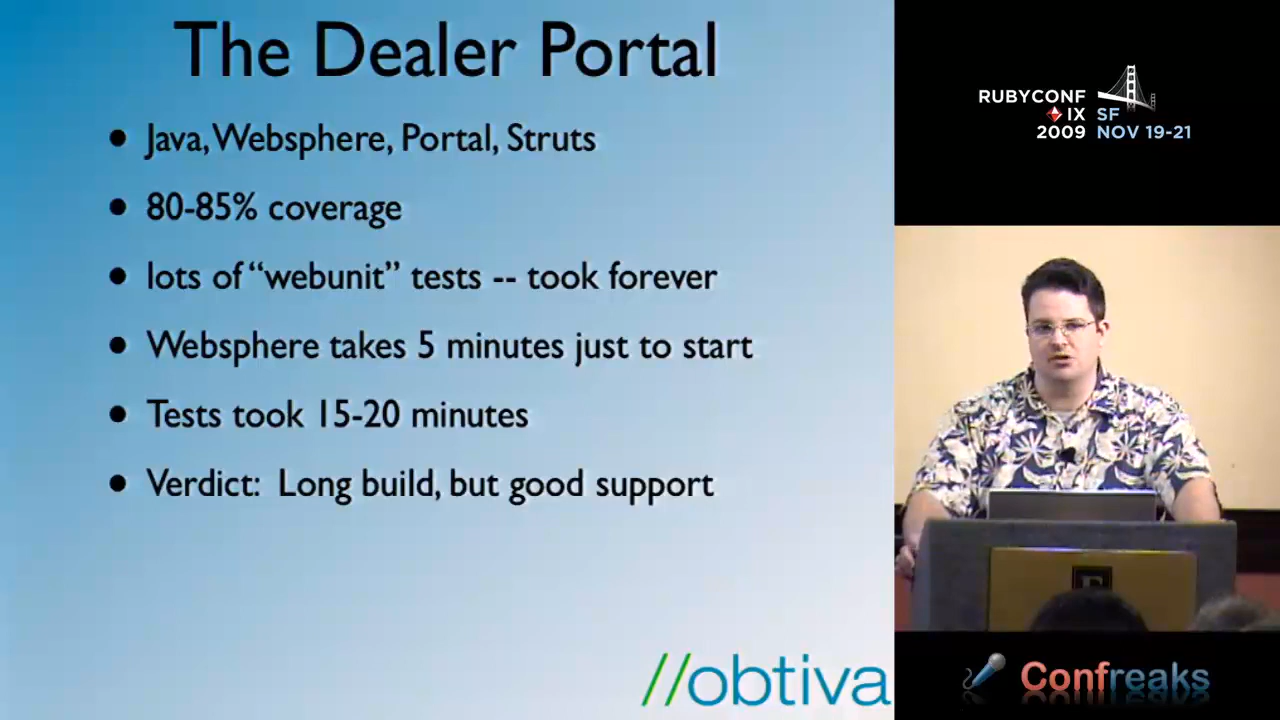 The Dealer Portal
Java, Websphere, Portal, Struts
80-85% coverage
lots of “webunit” tests -- took forever
Websphere takes 5 minutes just to start
Tests took 15-20 minutes
Verdict: Long build, but good support
//obtiva
RUBYCONF
IX SF
2009 NOV 19-21
Confreaks